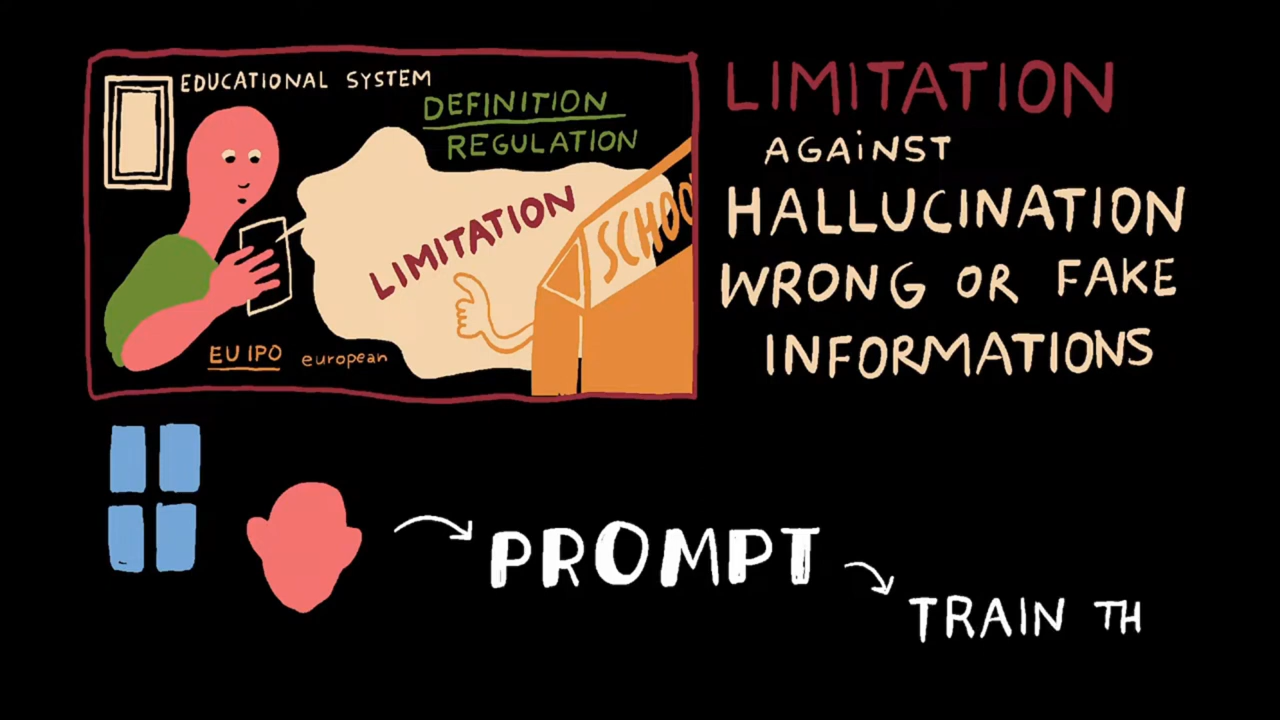 EDUCATIONAL SYSTEM
DEFINITION
REGULATION
LIMITATION
SCHOO
EU IPO european
LIMITATION
AGAiNST
HALLUCINATION
WRONG OR FAKE
INFORMATIONS
PROMPT
TRAIN TH